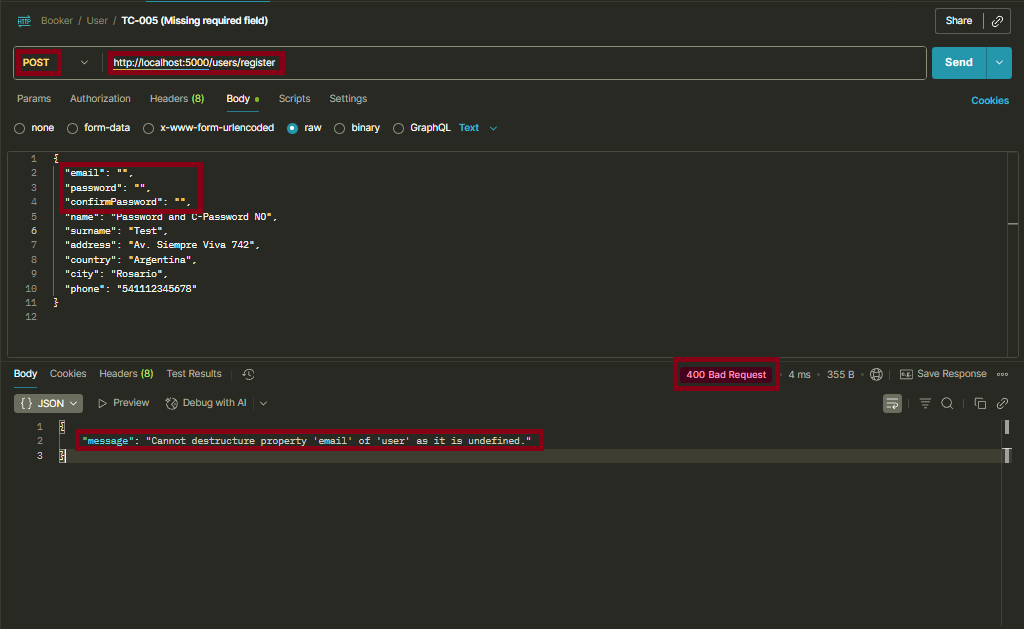 HTTP Booker / User / TC-005 (Missing required field) Share
POST http://localhost:5000/users/register Send
Params Authorization Headers (8) Body Scripts Settings Cookies
none form-data x-www-form-urlencoded raw binary GraphQL Text
1 {
2 "email": "",
3 "password": "",
4 "confirmPassword": "",
5 "name": "Password and C-Password NO",
6 "surname": "Test",
7 "address": "Av. Siempre Viva 742",
8 "country": "Argentina",
9 "city": "Rosario",
10 "phone": "541112345678"
11 }
12
Body Cookies Headers (8) Test Results 400 Bad Request • 4 ms • 355 B • Save Response
{} JSON Preview Debug with AI
1 {
2 "message": "Cannot destructure property 'email' of 'user' as it is undefined."
3 }